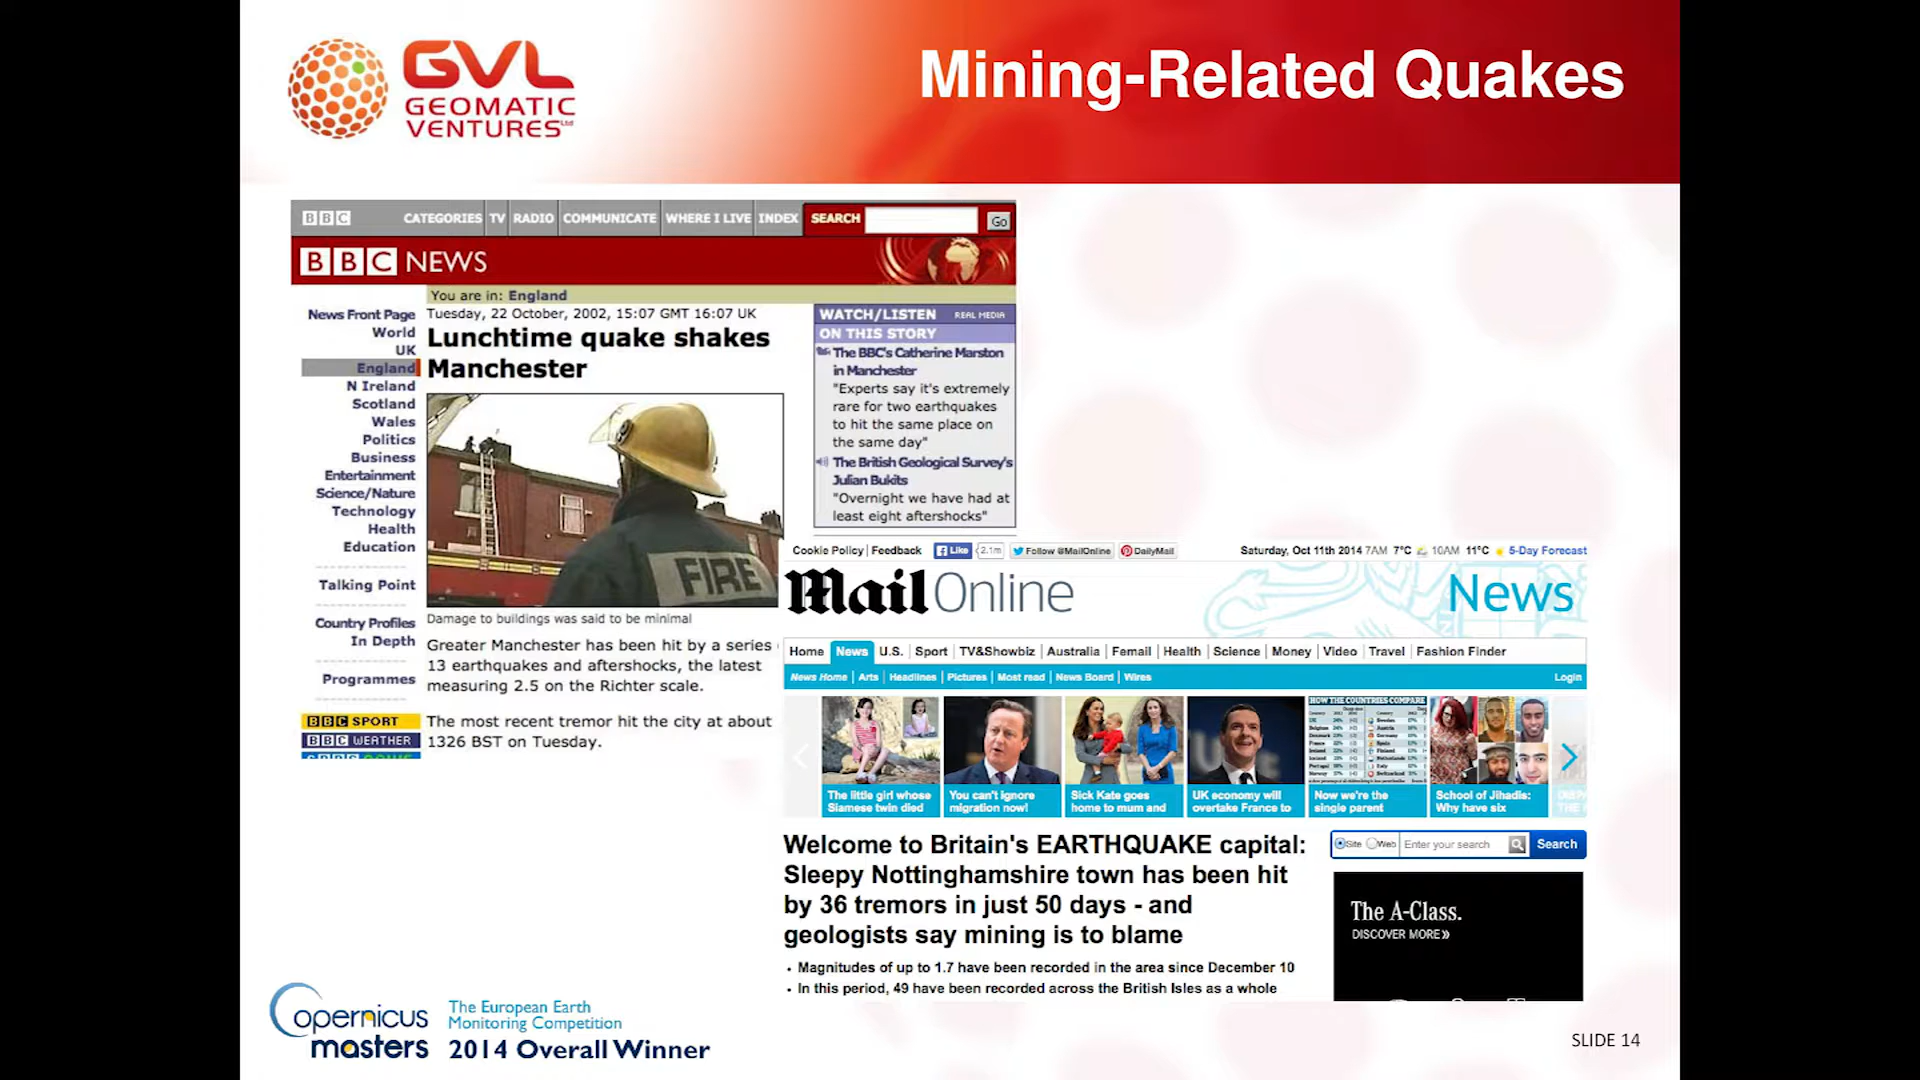 GVL
GEOMATIC
VENTURES Ltd
Mining-Related Quakes
BBC CATEGORIES TV RADIO COMMUNICATE WHERE I LIVE INDEX SEARCH Go
BBC NEWS
You are in: England
News Front Page
World
UK
England
N Ireland
Scotland
Wales
Politics
Business
Entertainment
Science/Nature
Technology
Health
Education
Talking Point
Country Profiles
In Depth
Programmes
BBC SPORT
BBC WEATHER
Tuesday, 22 October, 2002, 15:07 GMT 16:07 UK
Lunchtime quake shakes
Manchester
FIRE
Damage to buildings was said to be minimal
Greater Manchester has been hit by a series
13 earthquakes and aftershocks, the latest
measuring 2.5 on the Richter scale.
The most recent tremor hit the city at about
1326 BST on Tuesday.
WATCH/LISTEN REAL MEDIA
ON THIS STORY
The BBC's Catherine Marston
in Manchester
"Experts say it's extremely
rare for two earthquakes
to hit the same place on
the same day"
The British Geological Survey's
Julian Bukits
"Overnight we have had at
least eight aftershocks"
Cookie Policy | Feedback Like 2.1m Follow @MailOnline DailyMail Saturday, Oct 11th 2014 7AM 7°C 10AM 11°C 5-Day Forecast
Mail Online News
Home News U.S. Sport TV&Showbiz Australia Femail Health Science Money Video Travel Fashion Finder
News Home Arts Headlines Pictures Most read News Board Wires Login
HOW THE COUNTRIES COMPARE
The little girl whose
Siamese twin died
You can't ignore
migration now!
Sick Kate goes
home to mum and
UK economy will
overtake France to
Now we're the
single parent
School of Jihadis:
Why have six
Welcome to Britain's EARTHQUAKE capital:
Sleepy Nottinghamshire town has been hit
by 36 tremors in just 50 days - and
geologists say mining is to blame
• Magnitudes of up to 1.7 have been recorded in the area since December 10
• In this period, 49 have been recorded across the British Isles as a whole
Site Web Enter your search Search
The A-Class.
DISCOVER MORE »
Copernicus
masters
The European Earth
Monitoring Competition
2014 Overall Winner
SLIDE 14